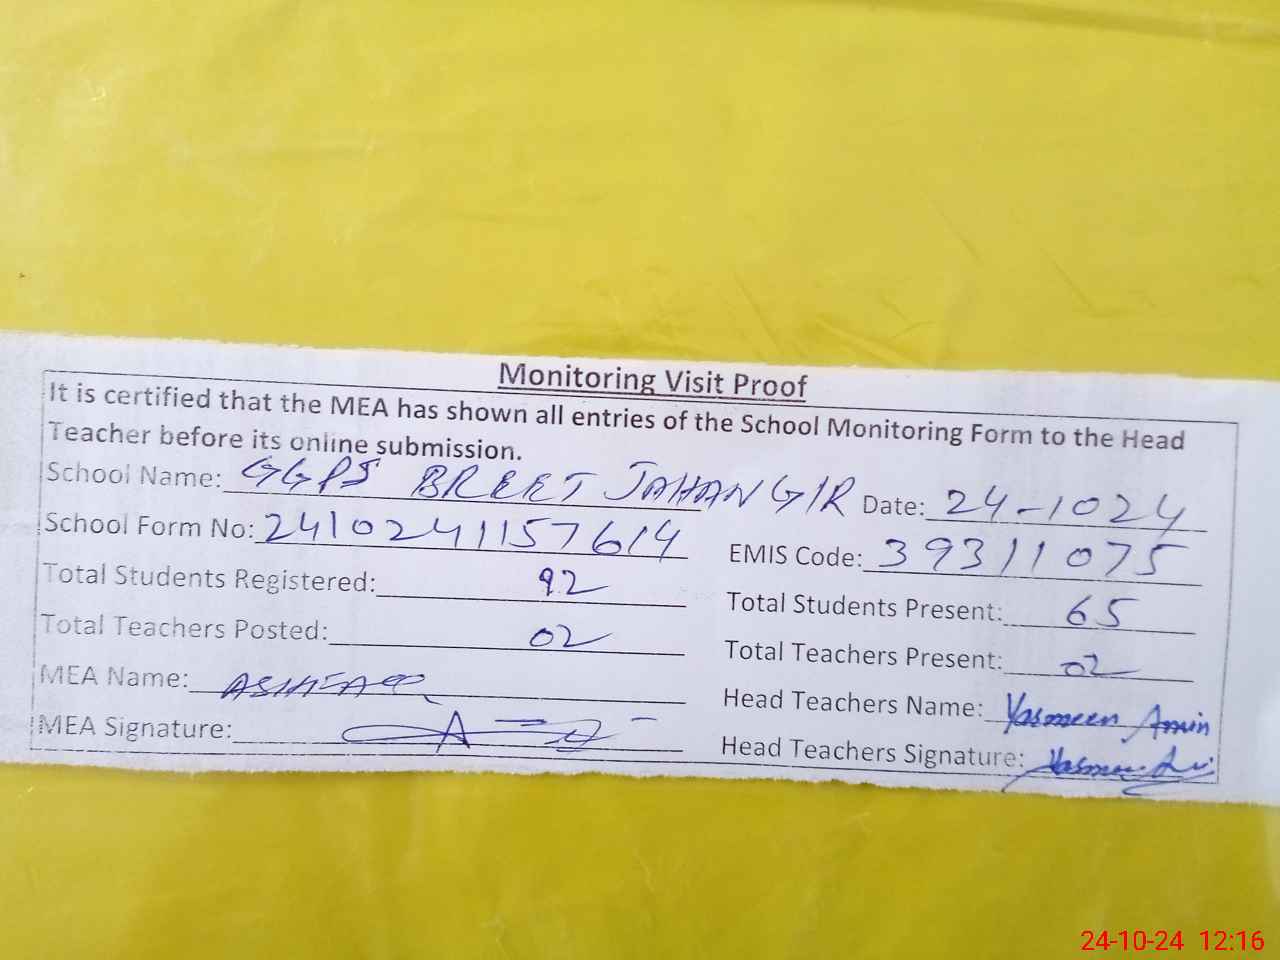 Monitoring Visit Proof
It is certified that the MEA has shown all entries of the School Monitoring Form to the Head
Teacher before its online submission.
School Name: GGPS BREET JAHANGIR Date: 24-1024
School Form No: 2410241157614 EMIS Code: 39311075
Total Students Registered: 92 Total Students Present: 65
Total Teachers Posted: 02 Total Teachers Present: 02
MEA Name: ASHFAQ Head Teachers Name: Yasmeen Amin
MEA Signature: Head Teachers Signature: Yasmeen
24-10-24 12:16